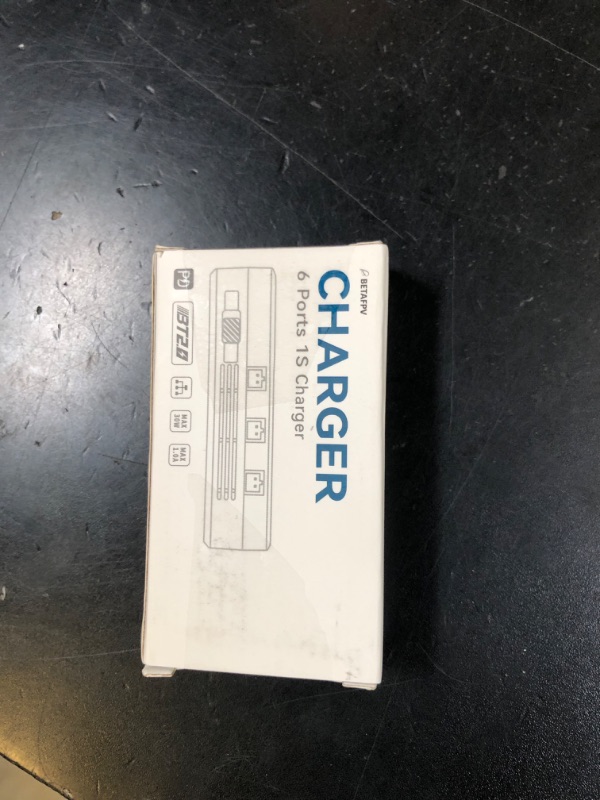 BETAFPV
CHARGER
6 Ports 1S Charger
PD
BT2.0
MAX
30W
MAX
1.0A